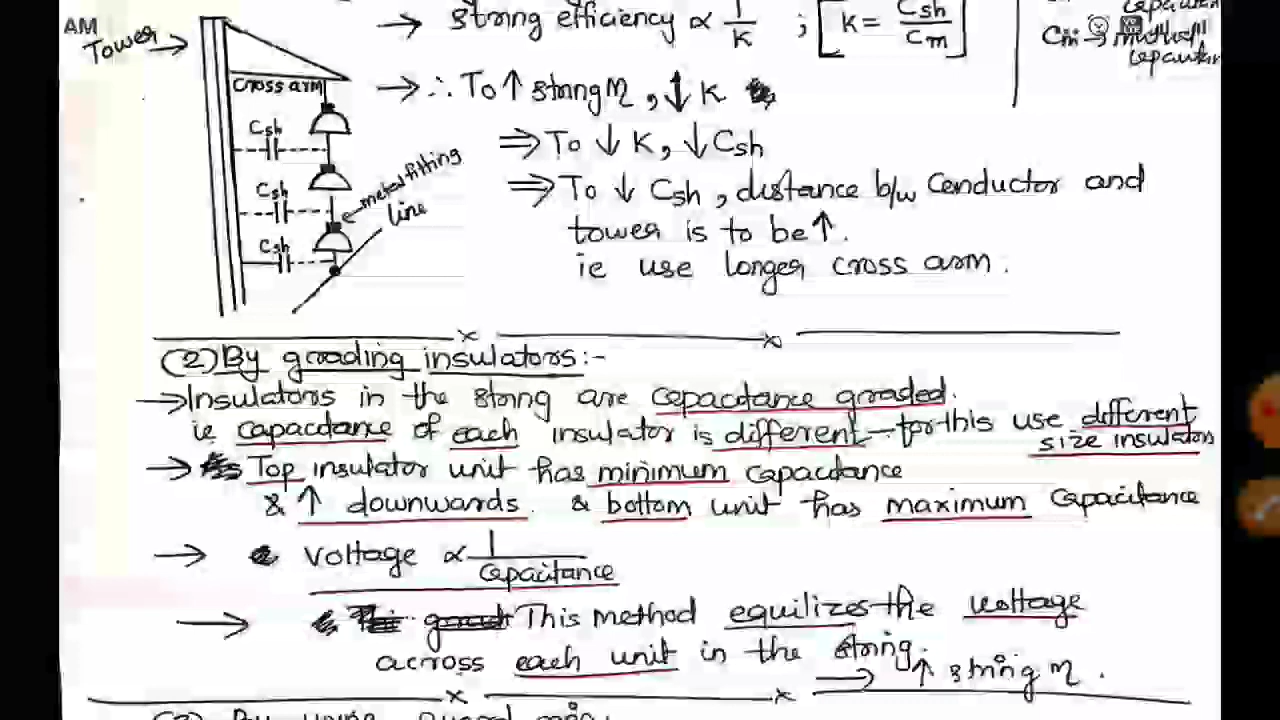 AM
Tower →
→ string efficiency ∝ 1/K ; [K = Csh/Cm]
Cm → mutual
cross arm
→ ∴ To ↑ string η, ↓ K
Csh
⇒ To ↓ K, ↓ Csh
metal fitting
Csh
⇒ To ↓ Csh, distance b/w Conductor and
line
tower is to be ↑.
Csh
ie use longer cross arm.
(2) By grading insulators:-
→ Insulators in the string are capacitance graded.
ie capacitance of each insulator is different - for this use different
size insulators
→ Top insulator unit has minimum capacitance
& ↑ downwards & bottom unit has maximum capacitance
→ voltage ∝ 1/capacitance
→ This method equilizes the voltage
across each unit in the string.
⇒ ↑ string η.